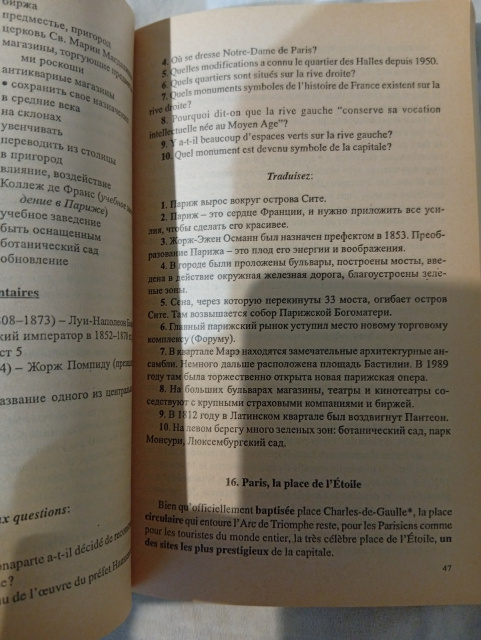 биржа
предместье, пригород
церковь Св. Марии
магазины, торгующие
ми роскоши
антикварные магазины
• сохранить свое
в средние века
на склонах
увенчивать
переводить из столицы
в пригород
влияние, воздействие
Коллеж де Франс (учебное
дение в Париже)
учебное заведение
быть оснащенным
ботанический сад
обновление
entaires
08–1873) – Луи-Наполеон
ский император в 1852–
ст 5
4) – Жорж Помпиду
азвание одного из
ux questions:
onaparte a-t-il décidé de
e?
au de l'œuvre du préfet
4. Où se dresse Notre-Dame de Paris?
5. Quelles modifications a connu le quartier des Halles depuis 1950.
6. Quels quartiers sont situés sur la rive droite?
7. Quels monuments symboles de l'histoire de France existent sur la
rive droite?
8. Pourquoi dit-on que la rive gauche "conserve sa vocation
intellectuelle née au Moyen Age"?
9. Y a-t-il beaucoup d'espaces verts sur la rive gauche?
10. Quel monument est devenu symbole de la capitale?
Traduisez:
1. Париж вырос вокруг острова Сите.
2. Париж – это сердце Франции, и нужно приложить все уси-
лия, чтобы сделать его красивее.
3. Жорж-Эжен Османн был назначен префектом в 1853. Преоб-
разование Парижа – это плод его энергии и воображения.
4. В городе были проложены бульвары, построены мосты, вве-
дена в действие окружная железная дорога, благоустроены зеле-
ные зоны.
5. Сена, через которую перекинуты 33 моста, огибает остров
Сите. Там возвышается собор Парижской Богоматери.
6. Главный парижский рынок уступил место новому торговому
комплексу (Форуму).
7. В квартале Марэ находятся замечательные архитектурные ан-
самбли. Немного дальше расположена площадь Бастилии. В 1989
году там была торжественно открыта новая парижская опера.
8. На больших бульварах магазины, театры и кинотеатры сo-
седствуют с крупными страховыми компаниями и биржей.
9. В 1812 году в Латинском квартале был воздвигнут Пантеон.
10. На левом берегу много зеленых зон: ботанический сад, парк
Монсури, Люксембургский сад.
16. Paris, la place de l'Étoile
Bien qu'officiellement baptisée place Charles-de-Gaulle*, la place
circulaire qui entoure l'Arc de Triomphe reste, pour les Parisiens comme
pour les touristes du monde entier, la très célèbre place de l'Étoile, un
des sites les plus prestigieux de la capitale.
47